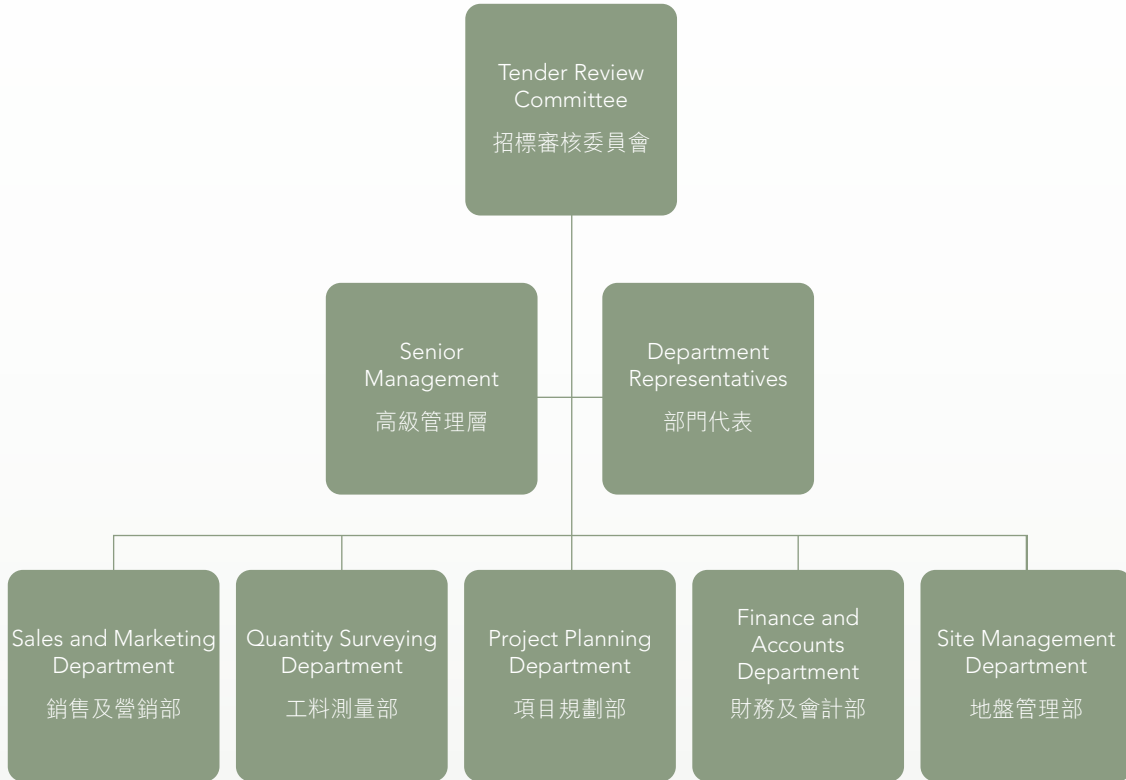 Tender Review
Committee
招標審核委員會
Senior
Management
高級管理層
Department
Representatives
部門代表
Sales and Marketing
Department
銷售及營銷部
Quantity Surveying
Department
工料測量部
Project Planning
Department
項目規劃部
Finance and
Accounts
Department
財務及會計部
Site Management
Department
地盤管理部